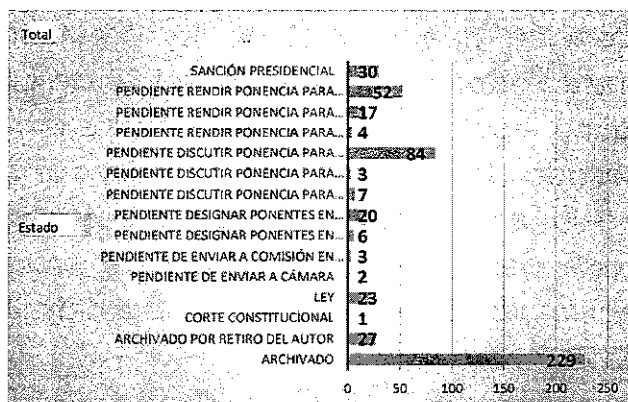 Total
SANCIÓN PRESIDENCIAL 30
PENDIENTE RENDIR PONENCIA PARA... 52
PENDIENTE RENDIR PONENCIA PARA... 17
PENDIENTE RENDIR PONENCIA PARA... 4
PENDIENTE DISCUTIR PONENCIA PARA... 84
PENDIENTE DISCUTIR PONENCIA PARA... 3
PENDIENTE DISCUTIR PONENCIA PARA... 7
PENDIENTE DESIGNAR PONENTES EN... 20
Estado
PENDIENTE DESIGNAR PONENTES EN... 6
PENDIENTE DE ENVIAR A COMISIÓN EN... 3
PENDIENTE DE ENVIAR A CÁMARA 2
LEY 23
CORTE CONSTITUCIONAL 1
ARCHIVADO POR RETIRO DEL AUTOR 27
ARCHIVADO 229
0 50 100 150 200 250